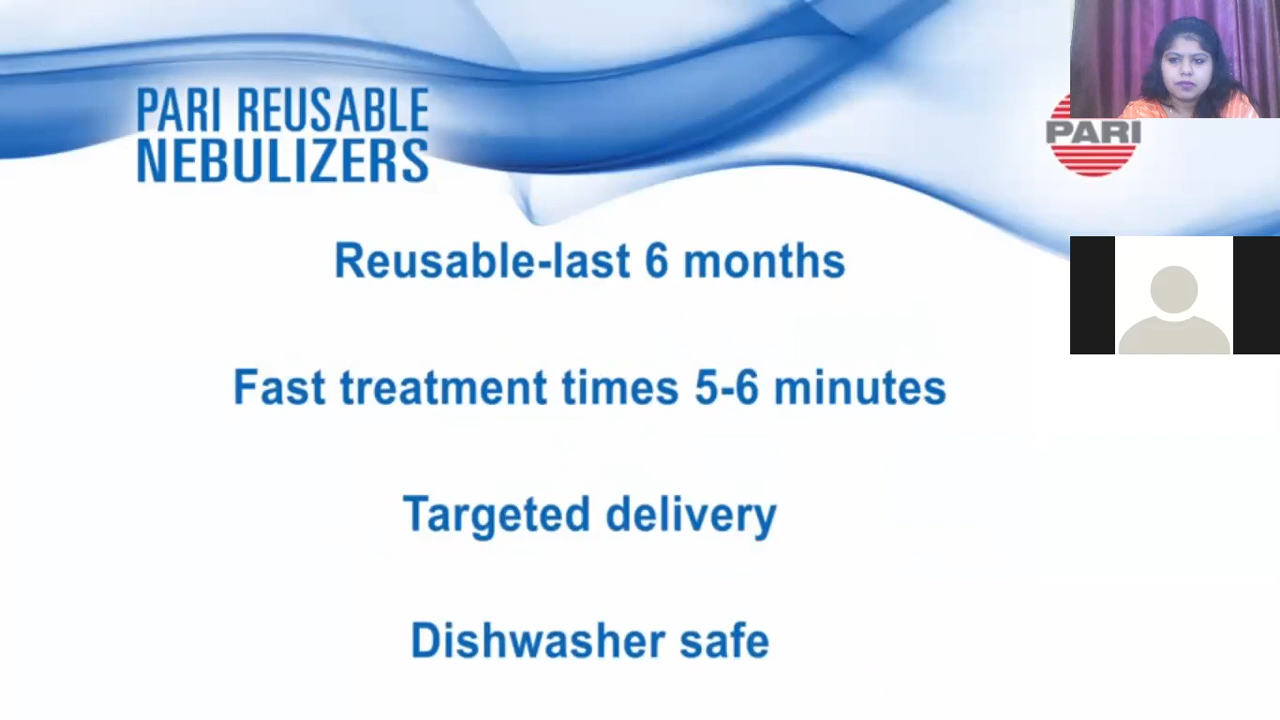 PARI REUSABLE
NEBULIZERS
PARI
Reusable-last 6 months
Fast treatment times 5-6 minutes
Targeted delivery
Dishwasher safe